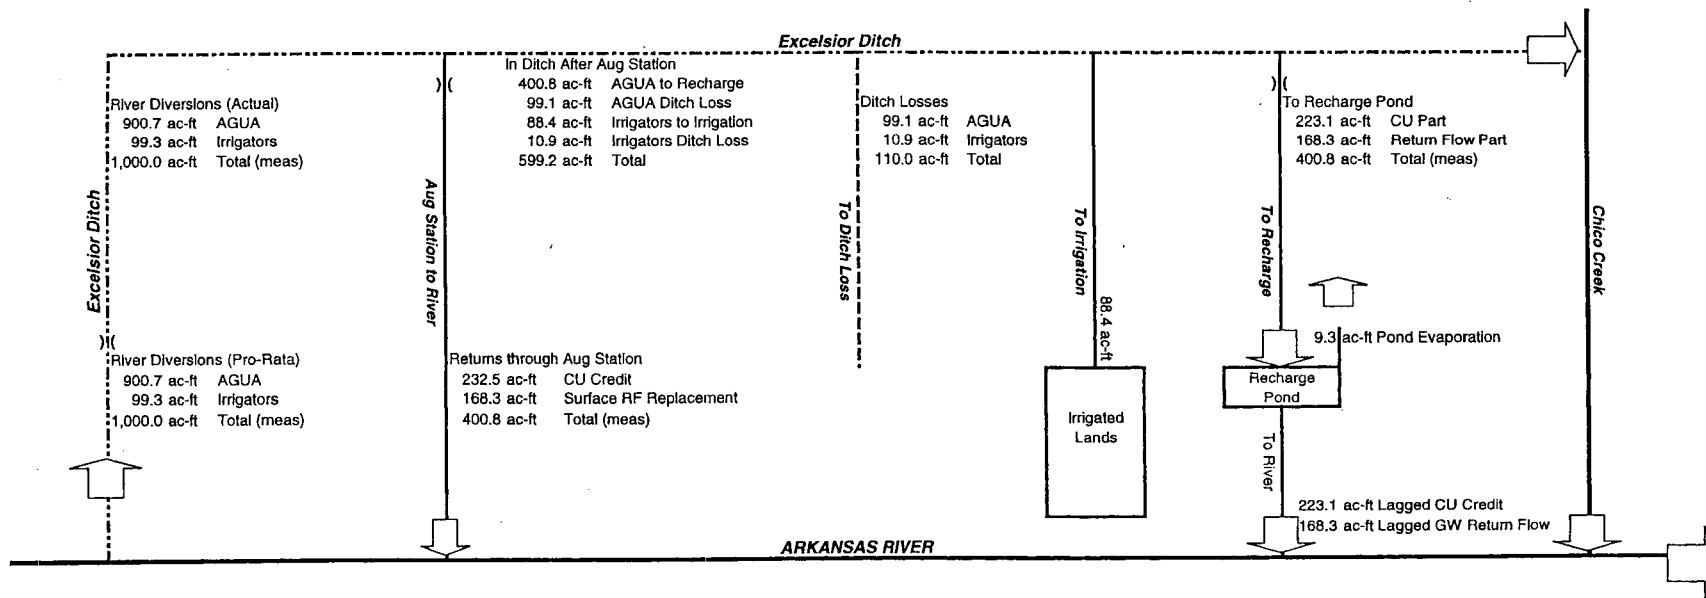 Excelsior Ditch
River Diversions (Actual)
900.7 ac-ft AGUA
99.3 ac-ft Irrigators
1,000.0 ac-ft Total (meas)
Excelsior Ditch
River Diversions (Pro-Rata)
900.7 ac-ft AGUA
99.3 ac-ft Irrigators
1,000.0 ac-ft Total (meas)
In Ditch After Aug Station
400.8 ac-ft AGUA to Recharge
99.1 ac-ft AGUA Ditch Loss
88.4 ac-ft Irrigators to Irrigation
10.9 ac-ft Irrigators Ditch Loss
599.2 ac-ft Total
Aug Station to River
Returns through Aug Station
232.5 ac-ft CU Credit
168.3 ac-ft Surface RF Replacement
400.8 ac-ft Total (meas)
Ditch Losses
99.1 ac-ft AGUA
10.9 ac-ft Irrigators
110.0 ac-ft Total
To Ditch Loss
To Irrigation
88.4 ac-ft
Irrigated
Lands
To Recharge Pond
223.1 ac-ft CU Part
168.3 ac-ft Return Flow Part
400.8 ac-ft Total (meas)
To Recharge
9.3 ac-ft Pond Evaporation
Recharge
Pond
To River
223.1 ac-ft Lagged CU Credit
168.3 ac-ft Lagged GW Return Flow
Chico Creek
ARKANSAS RIVER